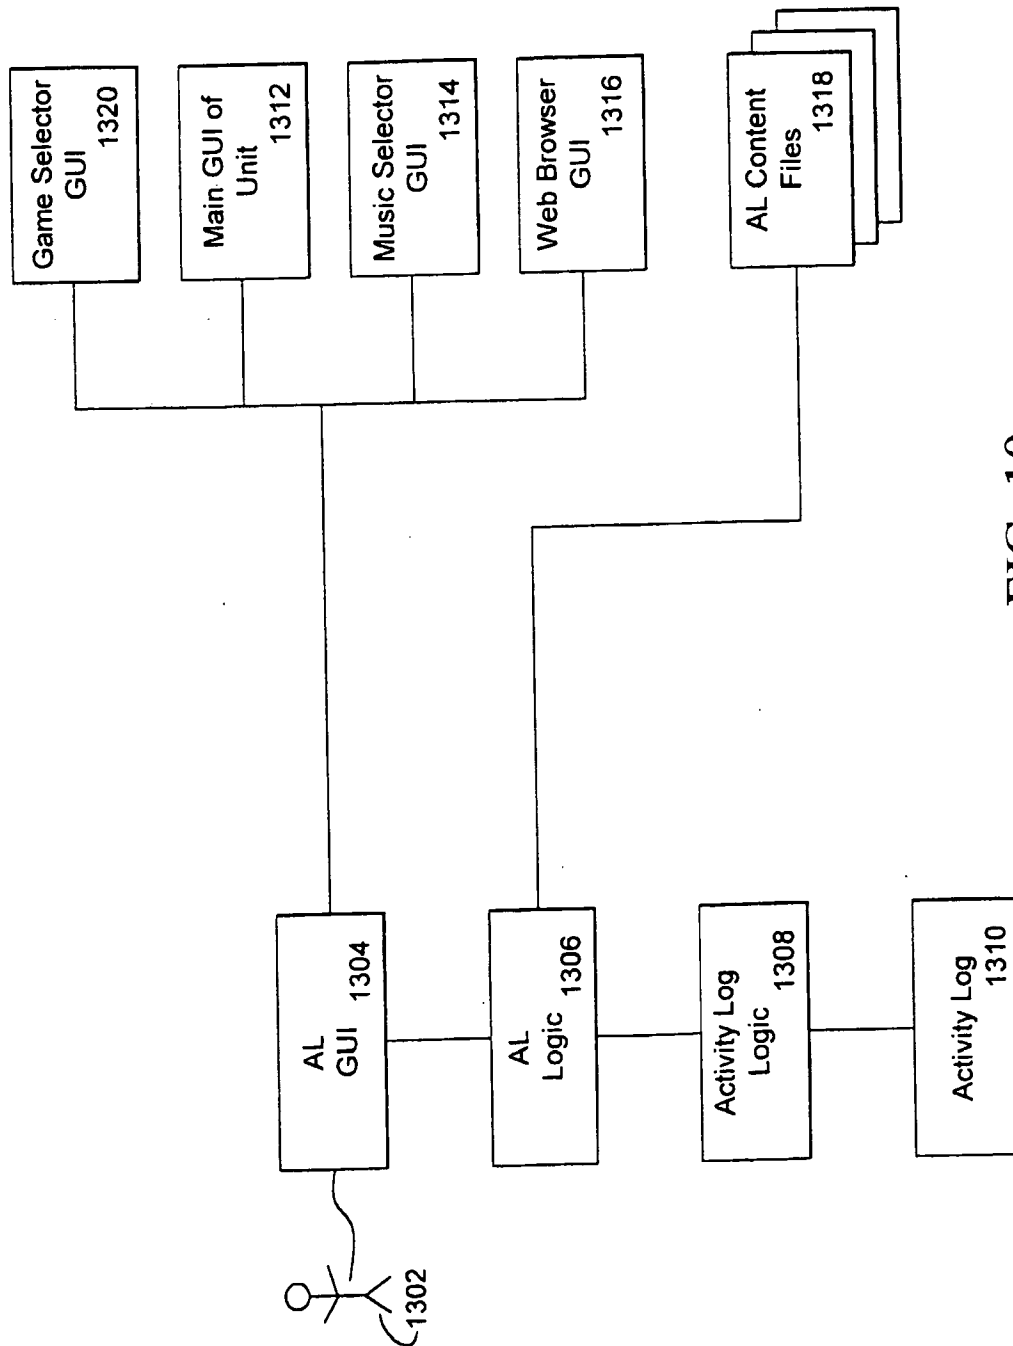 Game Selector
GUI
1320
Main GUI of
Unit
1312
Music Selector
GUI
1314
Web Browser
GUI
1316
AL Content
Files
1318
AL
GUI
1304
AL
Logic
1306
Activity Log
Logic
1308
Activity Log
1310
1302
FIG.